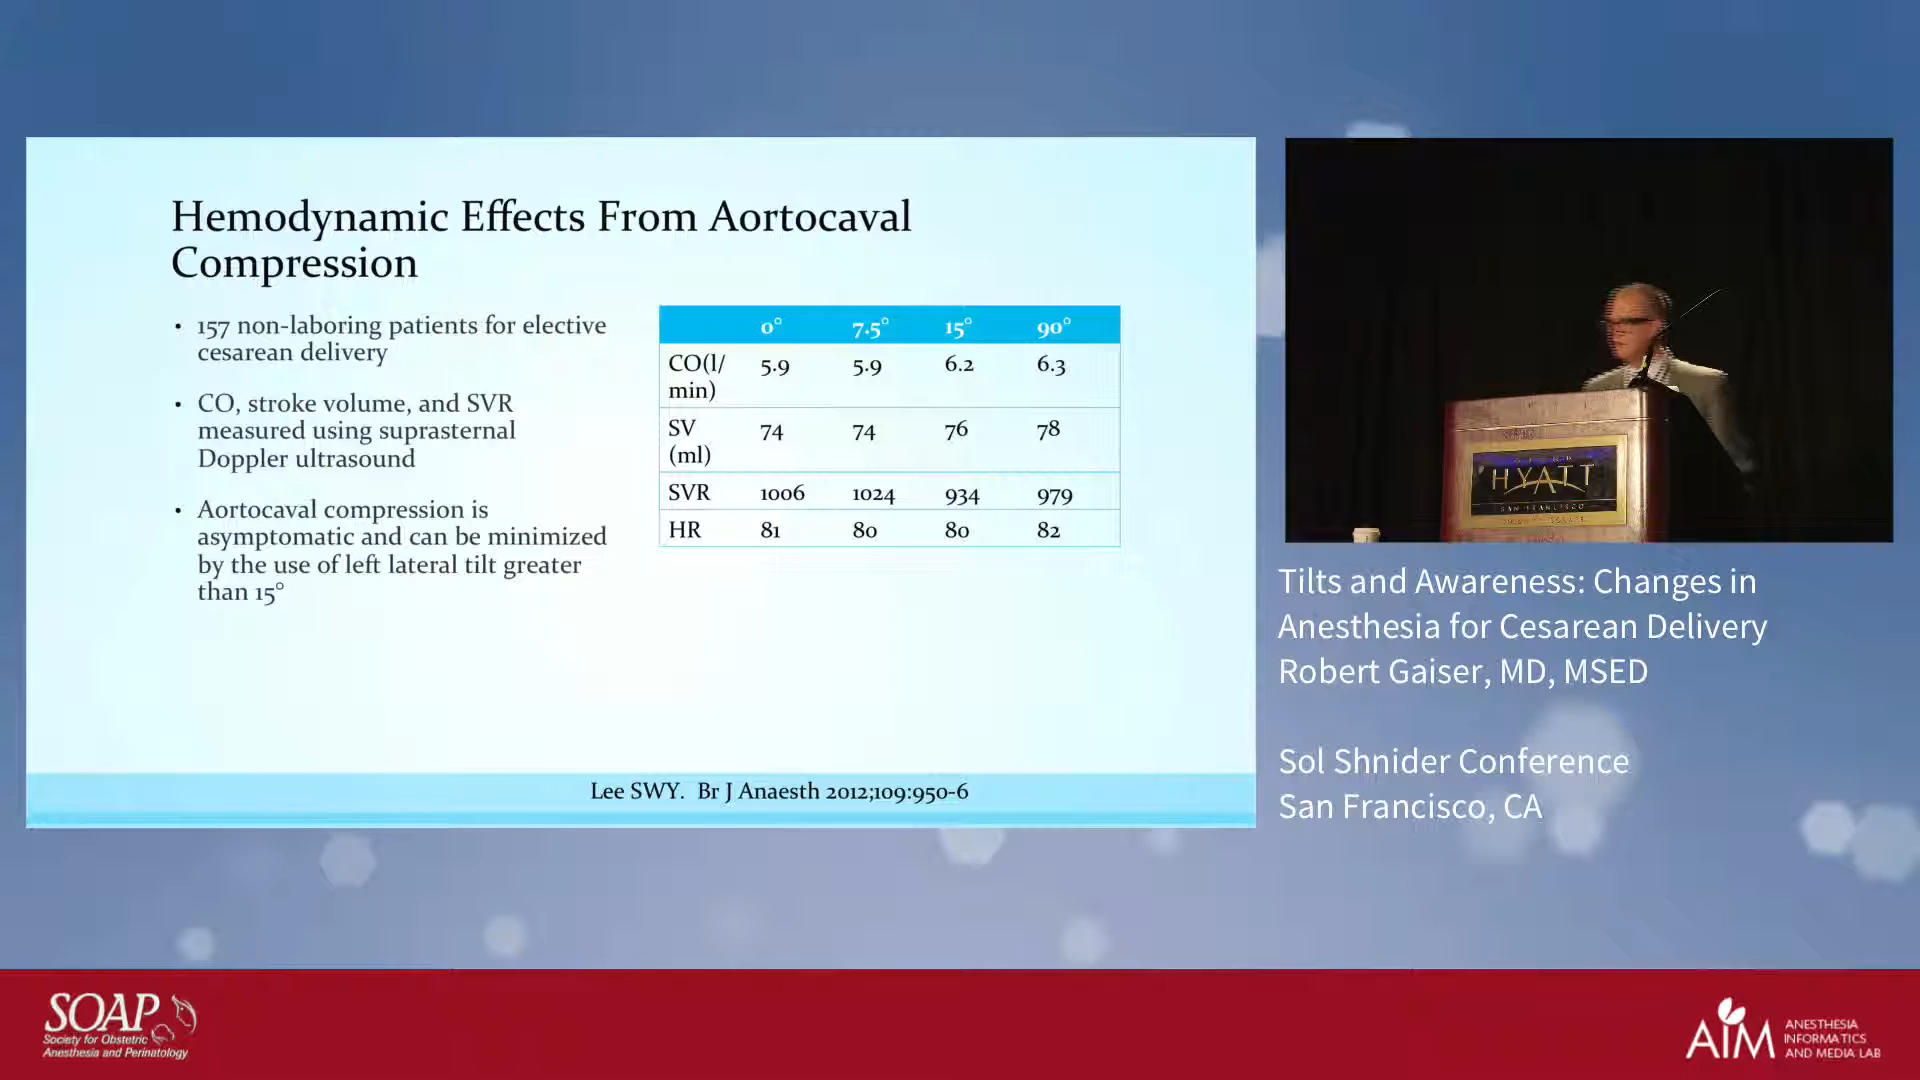 Hemodynamic Effects From Aortocaval
Compression
• 157 non-laboring patients for elective
cesarean delivery
• CO, stroke volume, and SVR
measured using suprasternal
Doppler ultrasound
• Aortocaval compression is
asymptomatic and can be minimized
by the use of left lateral tilt greater
than 15°
0° 7.5° 15° 90°
CO(l/
min) 5.9 5.9 6.2 6.3
SV
(ml) 74 74 76 78
SVR 1006 1024 934 979
HR 81 80 80 82
Lee SWY. Br J Anaesth 2012;109:950-6
HYATT
SAN FRANCISCO
Tilts and Awareness: Changes in
Anesthesia for Cesarean Delivery
Robert Gaiser, MD, MSED
Sol Shnider Conference
San Francisco, CA
SOAP
Society for Obstetric
Anesthesia and Perinatology
AIM
ANESTHESIA
INFORMATICS
AND MEDIA LAB